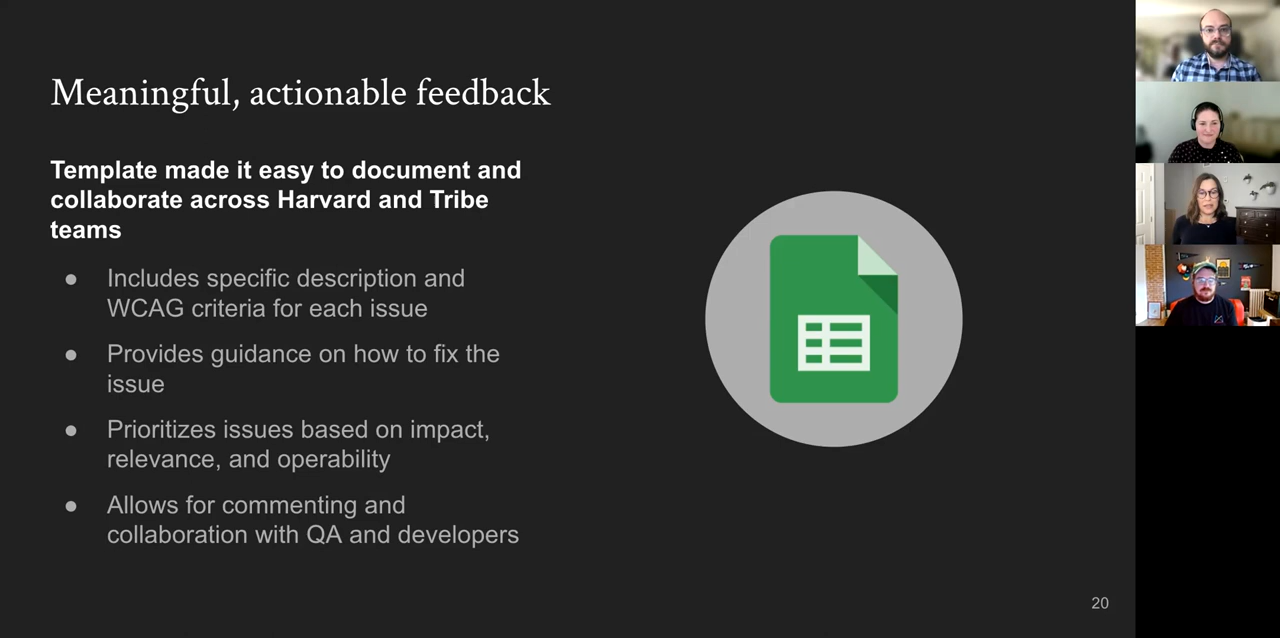 Meaningful, actionable feedback
Template made it easy to document and
collaborate across Harvard and Tribe
teams
● Includes specific description and
WCAG criteria for each issue
● Provides guidance on how to fix the
issue
● Prioritizes issues based on impact,
relevance, and operability
● Allows for commenting and
collaboration with QA and developers
20